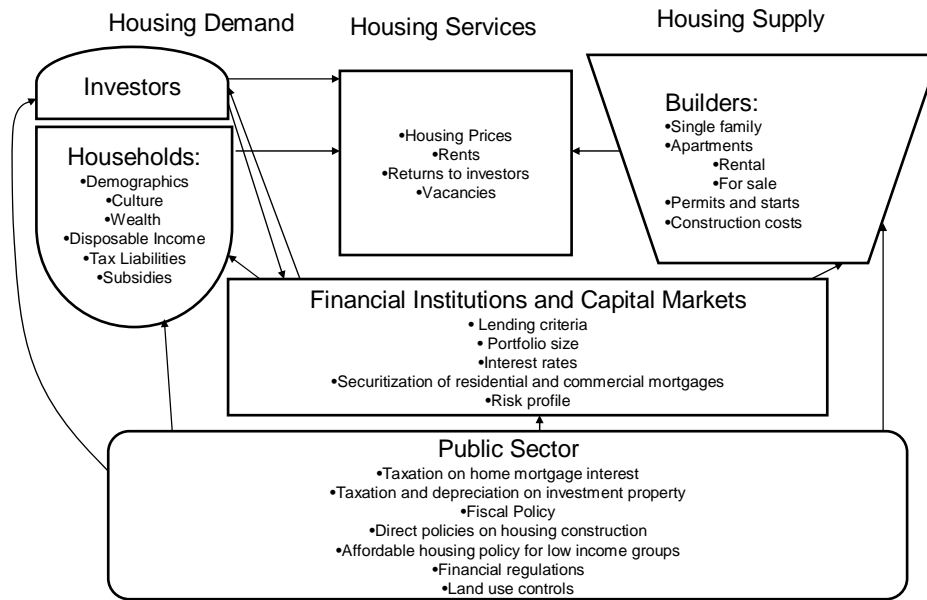 Housing Demand
Housing Services
Housing Supply
Investors
Households:
•Demographics
•Culture
•Wealth
•Disposable Income
•Tax Liabilities
•Subsidies
•Housing Prices
•Rents
•Returns to investors
•Vacancies
Builders:
•Single family
•Apartments
•Rental
•For sale
•Permits and starts
•Construction costs
Financial Institutions and Capital Markets
• Lending criteria
• Portfolio size
•Interest rates
•Securitization of residential and commercial mortgages
•Risk profile
Public Sector
•Taxation on home mortgage interest
•Taxation and depreciation on investment property
•Fiscal Policy
•Direct policies on housing construction
•Affordable housing policy for low income groups
•Financial regulations
•Land use controls